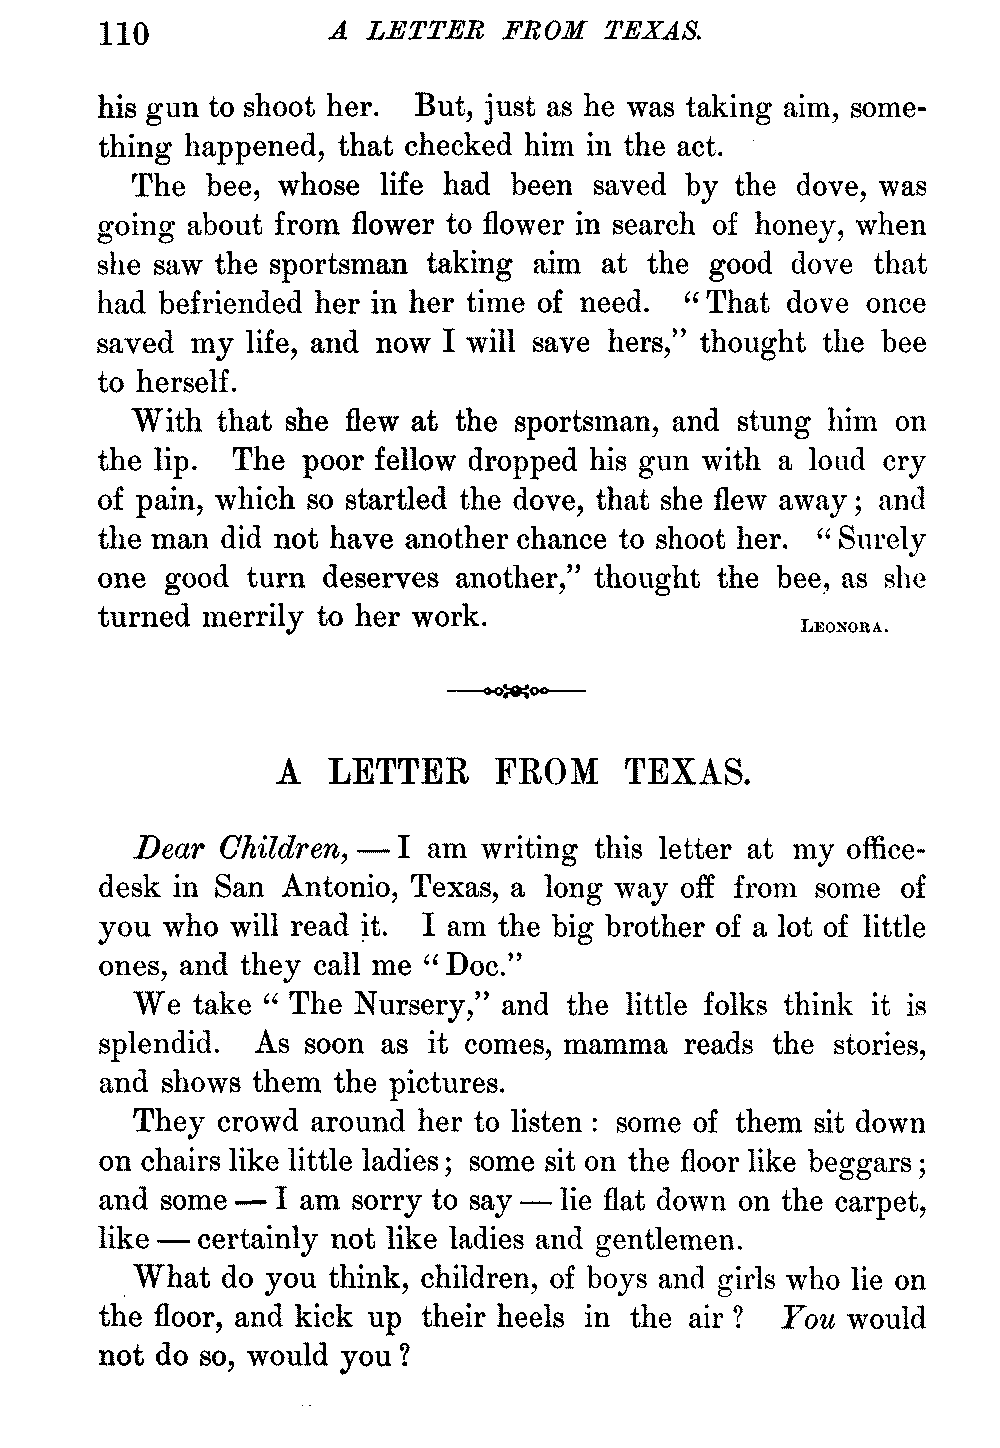 110 A LETTER FROM TEXAS.
his gun to shoot her. But, just as he was taking aim, some-
thing happened, that checked him in the act.
The bee, whose life had been saved by the dove, was
going about from flower to flower in search of honey, when
she saw the sportsman taking aim at the good dove that
had befriended her in her time of need. “That dove once
saved my life, and now I will save hers,” thought the bee
to herself.
With that she flew at the sportsman, and stung him on
the lip. The poor fellow dropped his gun with a loud cry
of pain, which so startled the dove, that she flew away; and
the man did not have another chance to shoot her. “Surely
one good turn deserves another,” thought the bee, as she
turned merrily to her work.
LEONORA.
A LETTER FROM TEXAS.
Dear Children, — I am writing this letter at my office-
desk in San Antonio, Texas, a long way off from some of
you who will read it. I am the big brother of a lot of little
ones, and they call me “Doc.”
We take “The Nursery,” and the little folks think it is
splendid. As soon as it comes, mamma reads the stories,
and shows them the pictures.
They crowd around her to listen: some of them sit down
on chairs like little ladies; some sit on the floor like beggars;
and some — I am sorry to say — lie flat down on the carpet,
like — certainly not like ladies and gentlemen.
What do you think, children, of boys and girls who lie on
the floor, and kick up their heels in the air? You would
not do so, would you?